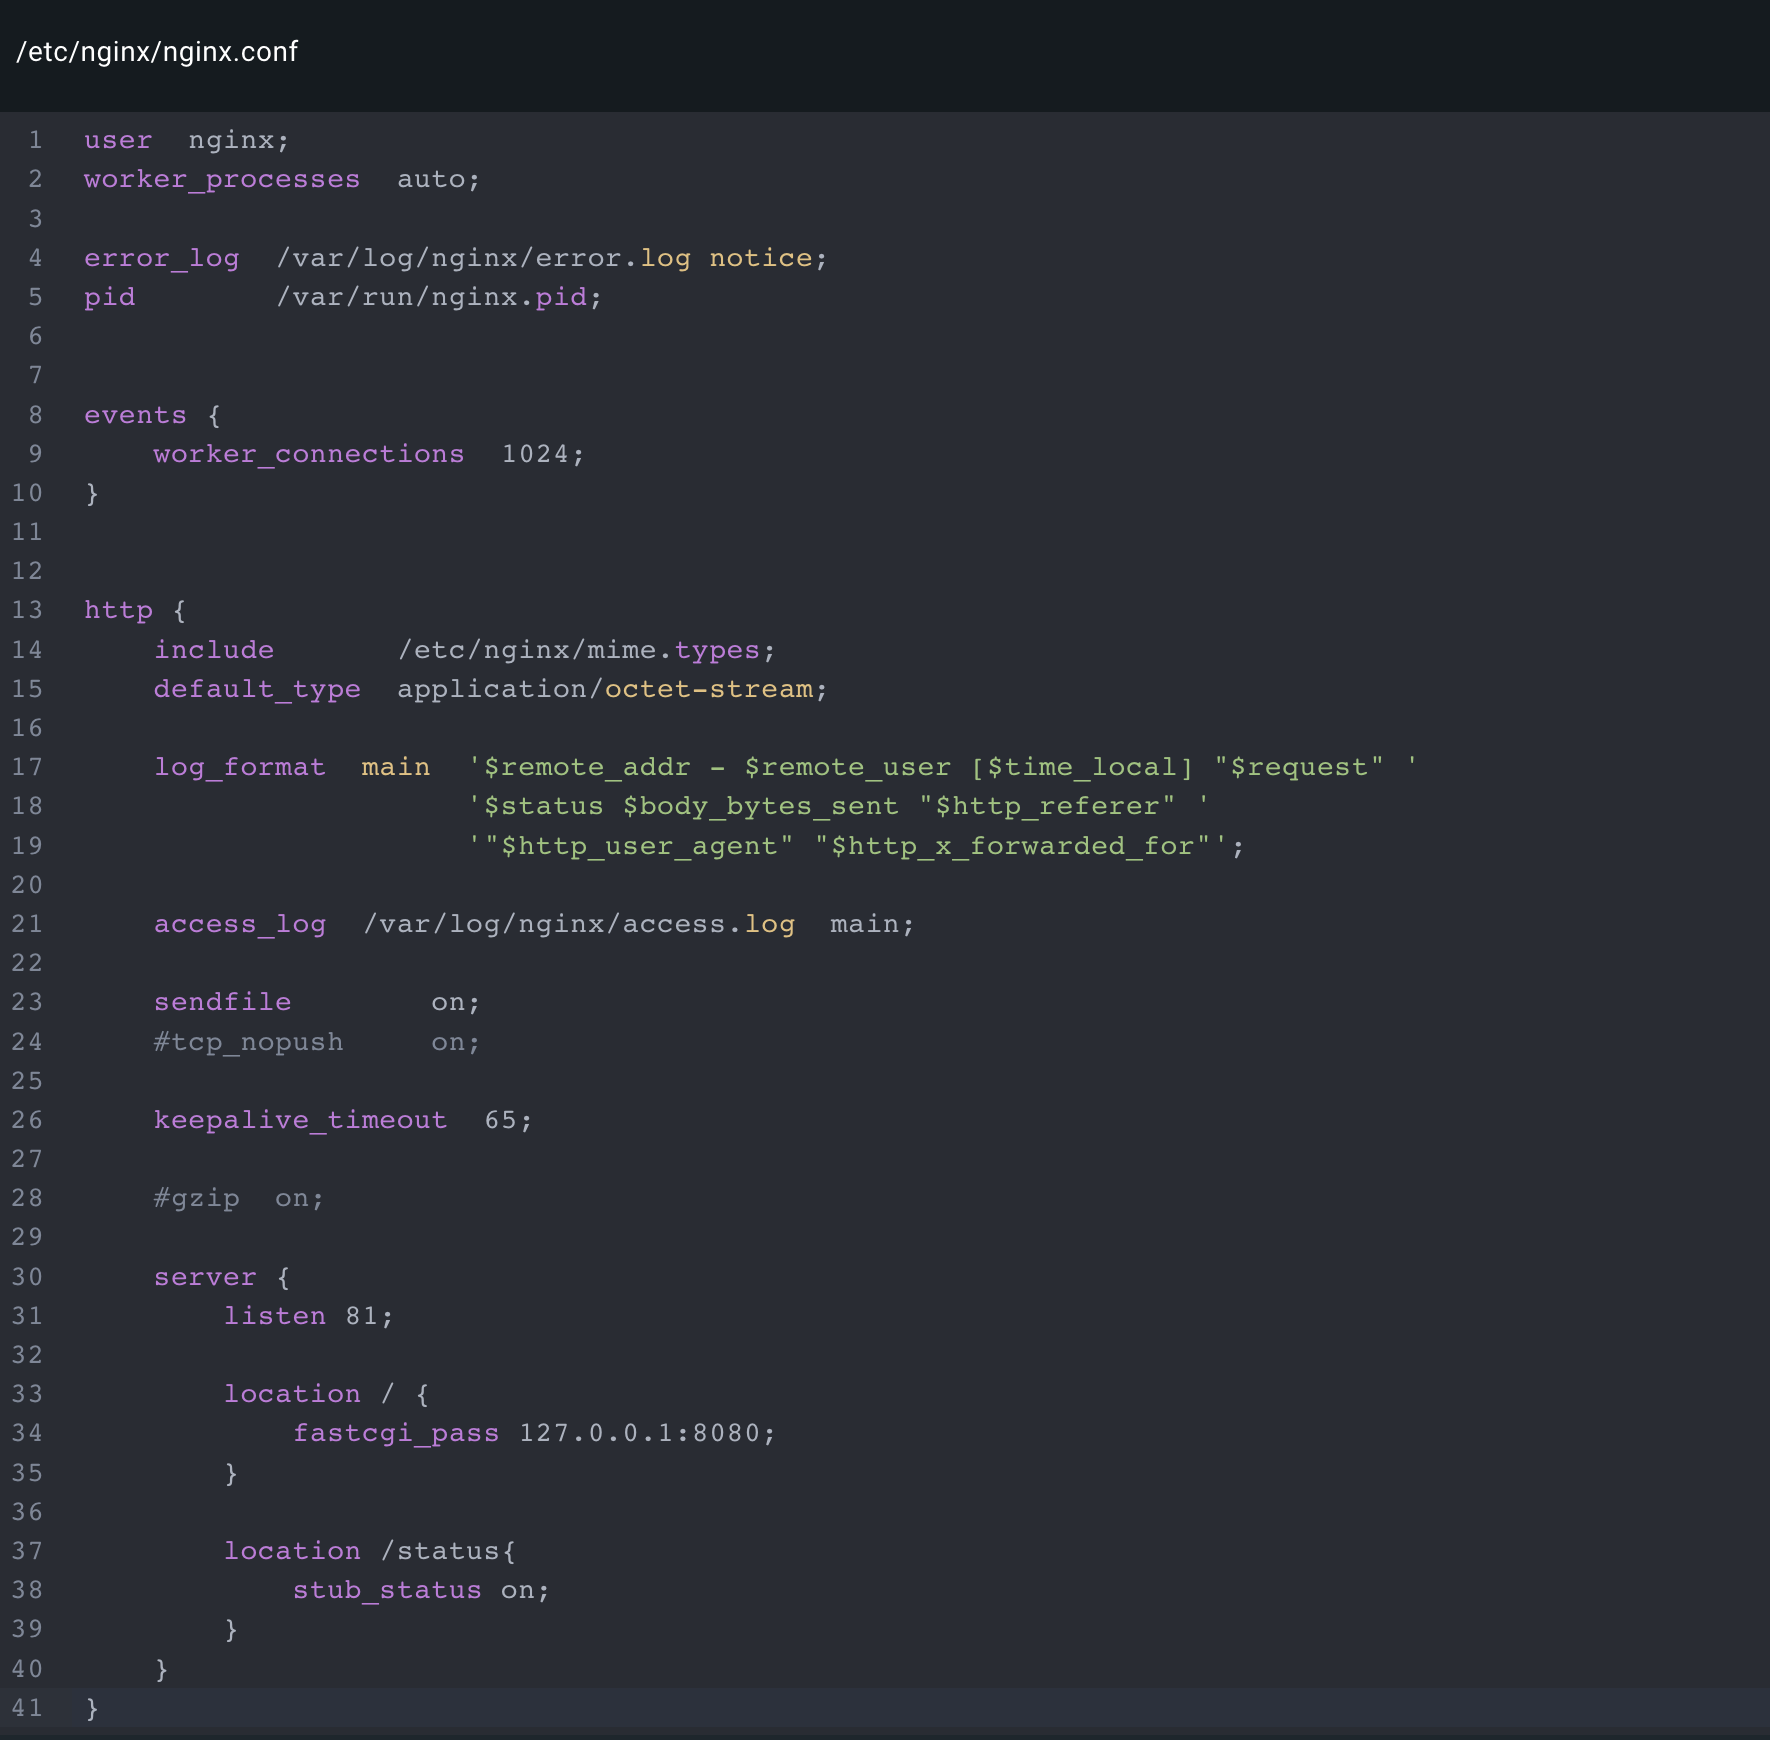 /etc/nginx/nginx.conf
1 user  nginx;
2 worker_processes  auto;
3
4 error_log  /var/log/nginx/error.log notice;
5 pid        /var/run/nginx.pid;
6
7
8 events {
9     worker_connections  1024;
10 }
11
12
13 http {
14     include       /etc/nginx/mime.types;
15     default_type  application/octet-stream;
16
17     log_format  main  '$remote_addr - $remote_user [$time_local] "$request" '
18                       '$status $body_bytes_sent "$http_referer" '
19                       '"$http_user_agent" "$http_x_forwarded_for"';
20
21     access_log  /var/log/nginx/access.log  main;
22
23     sendfile        on;
24     #tcp_nopush     on;
25
26     keepalive_timeout  65;
27
28     #gzip  on;
29
30     server {
31         listen 81;
32
33         location / {
34             fastcgi_pass 127.0.0.1:8080;
35         }
36
37         location /status{
38             stub_status on;
39         }
40     }
41 }